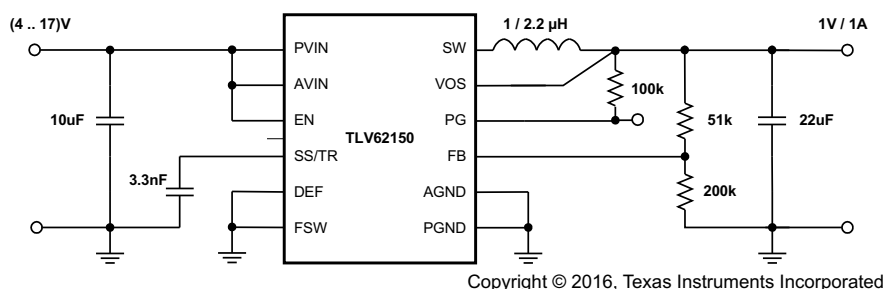 (4 .. 17)V
1 / 2.2 µH
1V / 1A
PVIN
SW
AVIN
VOS
100k
10uF
EN
PG
51k
22uF
TLV62150
SS/TR
FB
3.3nF
DEF
AGND
200k
FSW
PGND
Copyright © 2016, Texas Instruments Incorporated